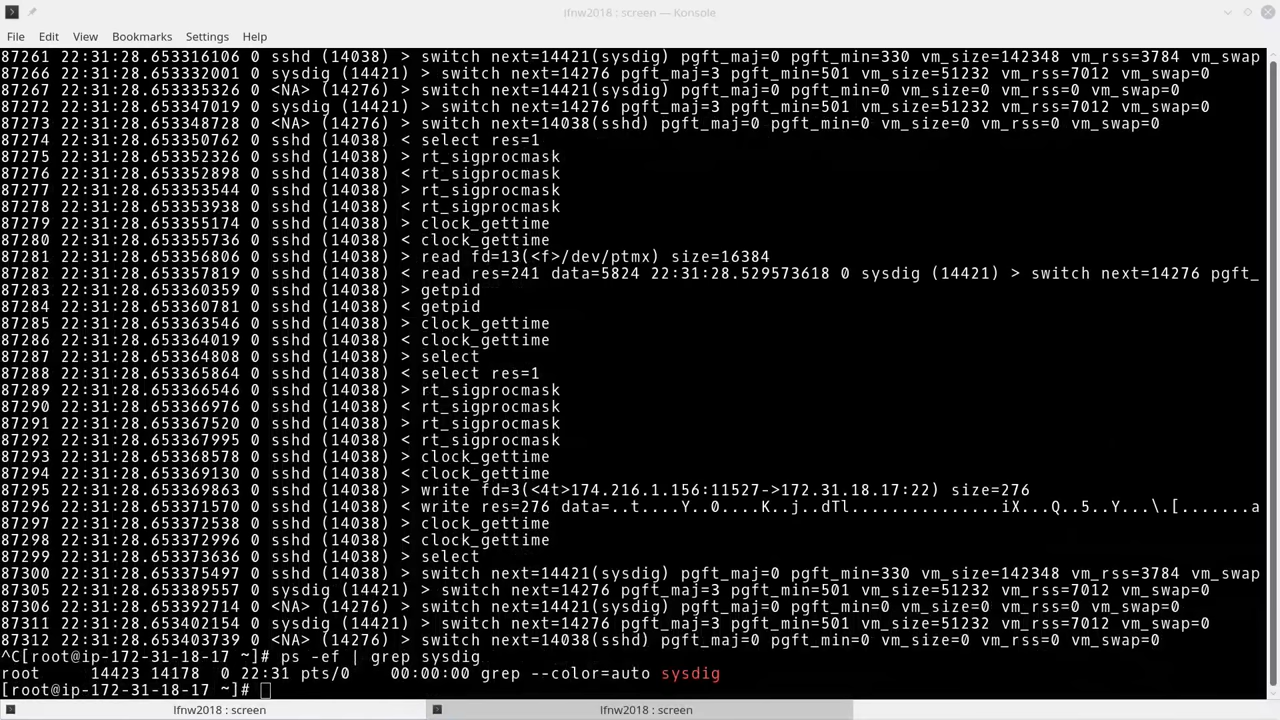 lfnw2018 : screen — Konsole
File Edit View Bookmarks Settings Help
87261 22:31:28.653316106 0 sshd (14038) > switch next=14421(sysdig) pgft_maj=0 pgft_min=330 vm_size=142348 vm_rss=3784 vm_swap
87266 22:31:28.653332001 0 sysdig (14421) > switch next=14276 pgft_maj=3 pgft_min=501 vm_size=51232 vm_rss=7012 vm_swap=0
87267 22:31:28.653335326 0 <NA> (14276) > switch next=14421(sysdig) pgft_maj=0 pgft_min=0 vm_size=0 vm_rss=0 vm_swap=0
87272 22:31:28.653347019 0 sysdig (14421) > switch next=14276 pgft_maj=3 pgft_min=501 vm_size=51232 vm_rss=7012 vm_swap=0
87273 22:31:28.653348728 0 <NA> (14276) > switch next=14038(sshd) pgft_maj=0 pgft_min=0 vm_size=0 vm_rss=0 vm_swap=0
87274 22:31:28.653350762 0 sshd (14038) < select res=1
87275 22:31:28.653352326 0 sshd (14038) > rt_sigprocmask
87276 22:31:28.653352898 0 sshd (14038) < rt_sigprocmask
87277 22:31:28.653353544 0 sshd (14038) > rt_sigprocmask
87278 22:31:28.653353938 0 sshd (14038) < rt_sigprocmask
87279 22:31:28.653355174 0 sshd (14038) > clock_gettime
87280 22:31:28.653355736 0 sshd (14038) < clock_gettime
87281 22:31:28.653356806 0 sshd (14038) > read fd=13(<f>/dev/ptmx) size=16384
87282 22:31:28.653357819 0 sshd (14038) < read res=241 data=5824 22:31:28.529573618 0 sysdig (14421) > switch next=14276 pgft_
87283 22:31:28.653360359 0 sshd (14038) > getpid
87284 22:31:28.653360781 0 sshd (14038) < getpid
87285 22:31:28.653363546 0 sshd (14038) > clock_gettime
87286 22:31:28.653364019 0 sshd (14038) < clock_gettime
87287 22:31:28.653364808 0 sshd (14038) > select
87288 22:31:28.653365864 0 sshd (14038) < select res=1
87289 22:31:28.653366546 0 sshd (14038) > rt_sigprocmask
87290 22:31:28.653366976 0 sshd (14038) < rt_sigprocmask
87291 22:31:28.653367520 0 sshd (14038) > rt_sigprocmask
87292 22:31:28.653367995 0 sshd (14038) < rt_sigprocmask
87293 22:31:28.653368578 0 sshd (14038) > clock_gettime
87294 22:31:28.653369130 0 sshd (14038) < clock_gettime
87295 22:31:28.653369863 0 sshd (14038) > write fd=3(<4t>174.216.1.156:11527->172.31.18.17:22) size=276
87296 22:31:28.653371570 0 sshd (14038) < write res=276 data=..t....Y..0....K..j..dTl...............iX...Q..5..Y...\.[.......a
87297 22:31:28.653372538 0 sshd (14038) > clock_gettime
87298 22:31:28.653372996 0 sshd (14038) < clock_gettime
87299 22:31:28.653373636 0 sshd (14038) > select
87300 22:31:28.653375497 0 sshd (14038) > switch next=14421(sysdig) pgft_maj=0 pgft_min=330 vm_size=142348 vm_rss=3784 vm_swap
87305 22:31:28.653389557 0 sysdig (14421) > switch next=14276 pgft_maj=3 pgft_min=501 vm_size=51232 vm_rss=7012 vm_swap=0
87306 22:31:28.653392714 0 <NA> (14276) > switch next=14421(sysdig) pgft_maj=0 pgft_min=0 vm_size=0 vm_rss=0 vm_swap=0
87311 22:31:28.653402154 0 sysdig (14421) > switch next=14276 pgft_maj=3 pgft_min=501 vm_size=51232 vm_rss=7012 vm_swap=0
87312 22:31:28.653403739 0 <NA> (14276) > switch next=14038(sshd) pgft_maj=0 pgft_min=0 vm_size=0 vm_rss=0 vm_swap=0
^C[root@ip-172-31-18-17 ~]# ps -ef | grep sysdig
root 14423 14178 0 22:31 pts/0 00:00:00 grep --color=auto sysdig
[root@ip-172-31-18-17 ~]#
lfnw2018 : screen lfnw2018 : screen